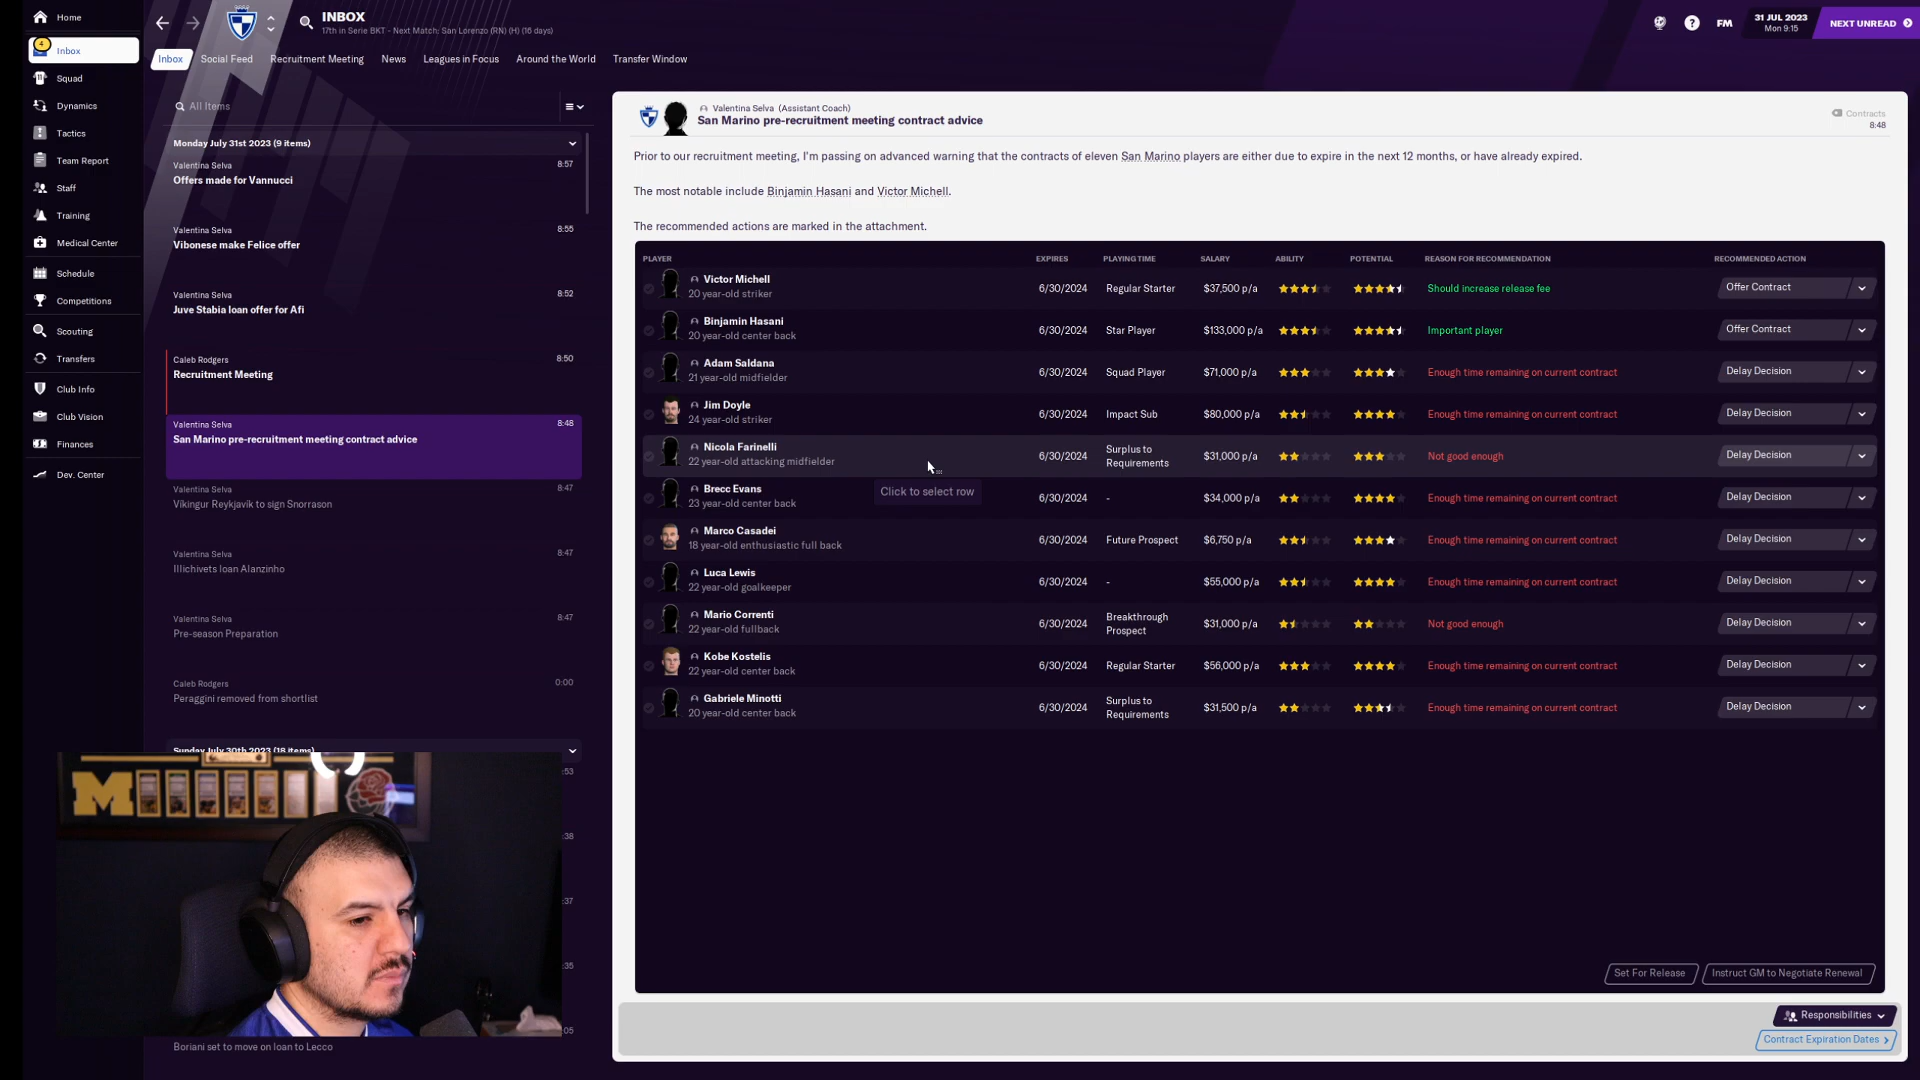 Home
Inbox
4
Squad
Dynamics
Tactics
Team Report
Staff
Training
Medical Center
Schedule
Competitions
Scouting
Transfers
Club Info
Club Vision
Finances
Dev. Center
INBOX
17th in Serie BKT - Next Match: San Lorenzo (RN) (H) (16 days)
FM
31 JUL 2023
Mon 9:15
NEXT UNREAD
Inbox
Social Feed
Recruitment Meeting
News
Leagues in Focus
Around the World
Transfer Window
All Items
Monday July 31st 2023 (9 items)
Valentina Selva 8:57
Offers made for Vannucci
Valentina Selva 8:55
Vibonese make Felice offer
Valentina Selva 8:52
Juve Stabia loan offer for Afi
Caleb Rodgers 8:50
Recruitment Meeting
Valentina Selva 8:48
San Marino pre-recruitment meeting contract advice
Valentina Selva 8:47
Víkingur Reykjavík to sign Snorrason
Valentina Selva 8:47
Illichivets loan Alanzinho
Valentina Selva 8:47
Pre-season Preparation
Caleb Rodgers 0:00
Peraggini removed from shortlist
Sunday July 30th 2023 (18 items)
:53
:38
:37
:35
:05
Boriani set to move on loan to Lecco
M
Valentina Selva (Assistant Coach)
San Marino pre-recruitment meeting contract advice
Contracts
8:48
Prior to our recruitment meeting, I'm passing on advanced warning that the contracts of eleven San Marino players are either due to expire in the next 12 months, or have already expired.
The most notable include Binjamin Hasani and Victor Michell.
The recommended actions are marked in the attachment.
PLAYER EXPIRES PLAYING TIME SALARY ABILITY POTENTIAL REASON FOR RECOMMENDATION RECOMMENDED ACTION
Victor Michell
20 year-old striker
6/30/2024 Regular Starter $37,500 p/a Should increase release fee Offer Contract
Binjamin Hasani
20 year-old center back
6/30/2024 Star Player $133,000 p/a Important player Offer Contract
Adam Saldana
21 year-old midfielder
6/30/2024 Squad Player $71,000 p/a Enough time remaining on current contract Delay Decision
Jim Doyle
24 year-old striker
6/30/2024 Impact Sub $80,000 p/a Enough time remaining on current contract Delay Decision
Nicola Farinelli
22 year-old attacking midfielder
6/30/2024 Surplus to Requirements $31,000 p/a Not good enough Delay Decision
Click to select row
Brecc Evans
23 year-old center back
6/30/2024 - $34,000 p/a Enough time remaining on current contract Delay Decision
Marco Casadei
18 year-old enthusiastic full back
6/30/2024 Future Prospect $6,750 p/a Enough time remaining on current contract Delay Decision
Luca Lewis
22 year-old goalkeeper
6/30/2024 - $55,000 p/a Enough time remaining on current contract Delay Decision
Mario Correnti
22 year-old fullback
6/30/2024 Breakthrough Prospect $31,000 p/a Not good enough Delay Decision
Kobe Kostelis
22 year-old center back
6/30/2024 Regular Starter $56,000 p/a Enough time remaining on current contract Delay Decision
Gabriele Minotti
20 year-old center back
6/30/2024 Surplus to Requirements $31,500 p/a Enough time remaining on current contract Delay Decision
Set For Release
Instruct GM to Negotiate Renewal
Responsibilities
Contract Expiration Dates